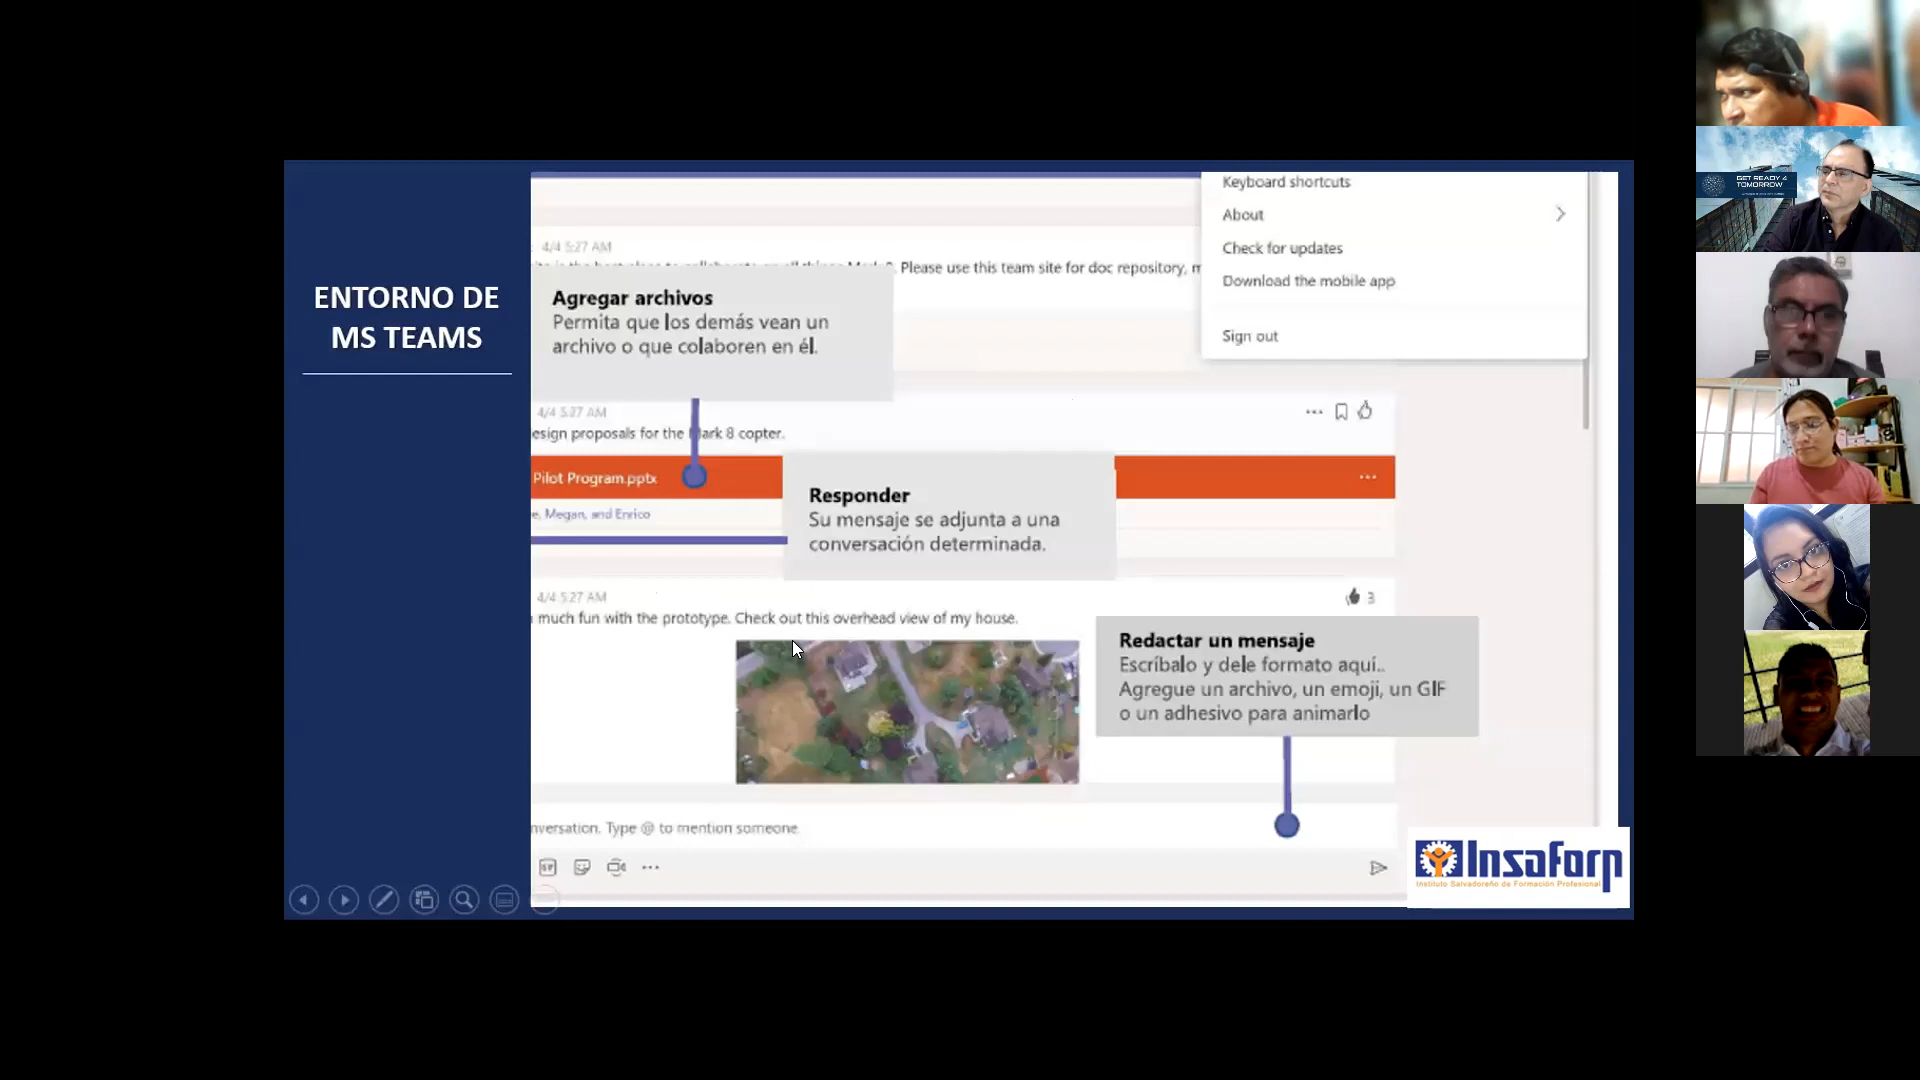 ENTORNO DE
MS TEAMS
Keyboard shortcuts
About
Check for updates
Download the mobile app
Sign out
4/4 5:27 AM
Please use this team site for doc repository,
Agregar archivos
Permita que los demás vean un
archivo o que colaboren en él.
4/4 5:27 AM
esign proposals for the Mark 8 copter.
Pilot Program.pptx
e, Megan, and Enrico
Responder
Su mensaje se adjunta a una
conversación determinada.
4/4 5:27 AM
3
much fun with the prototype. Check out this overhead view of my house.
Redactar un mensaje
Escríbalo y dele formato aquí..
Agregue un archivo, un emoji, un GIF
o un adhesivo para animarlo
nversation. Type @ to mention someone.
GIF
Insaforp
Instituto Salvadoreño de Formación Profesional
GET READY 4
TOMORROW